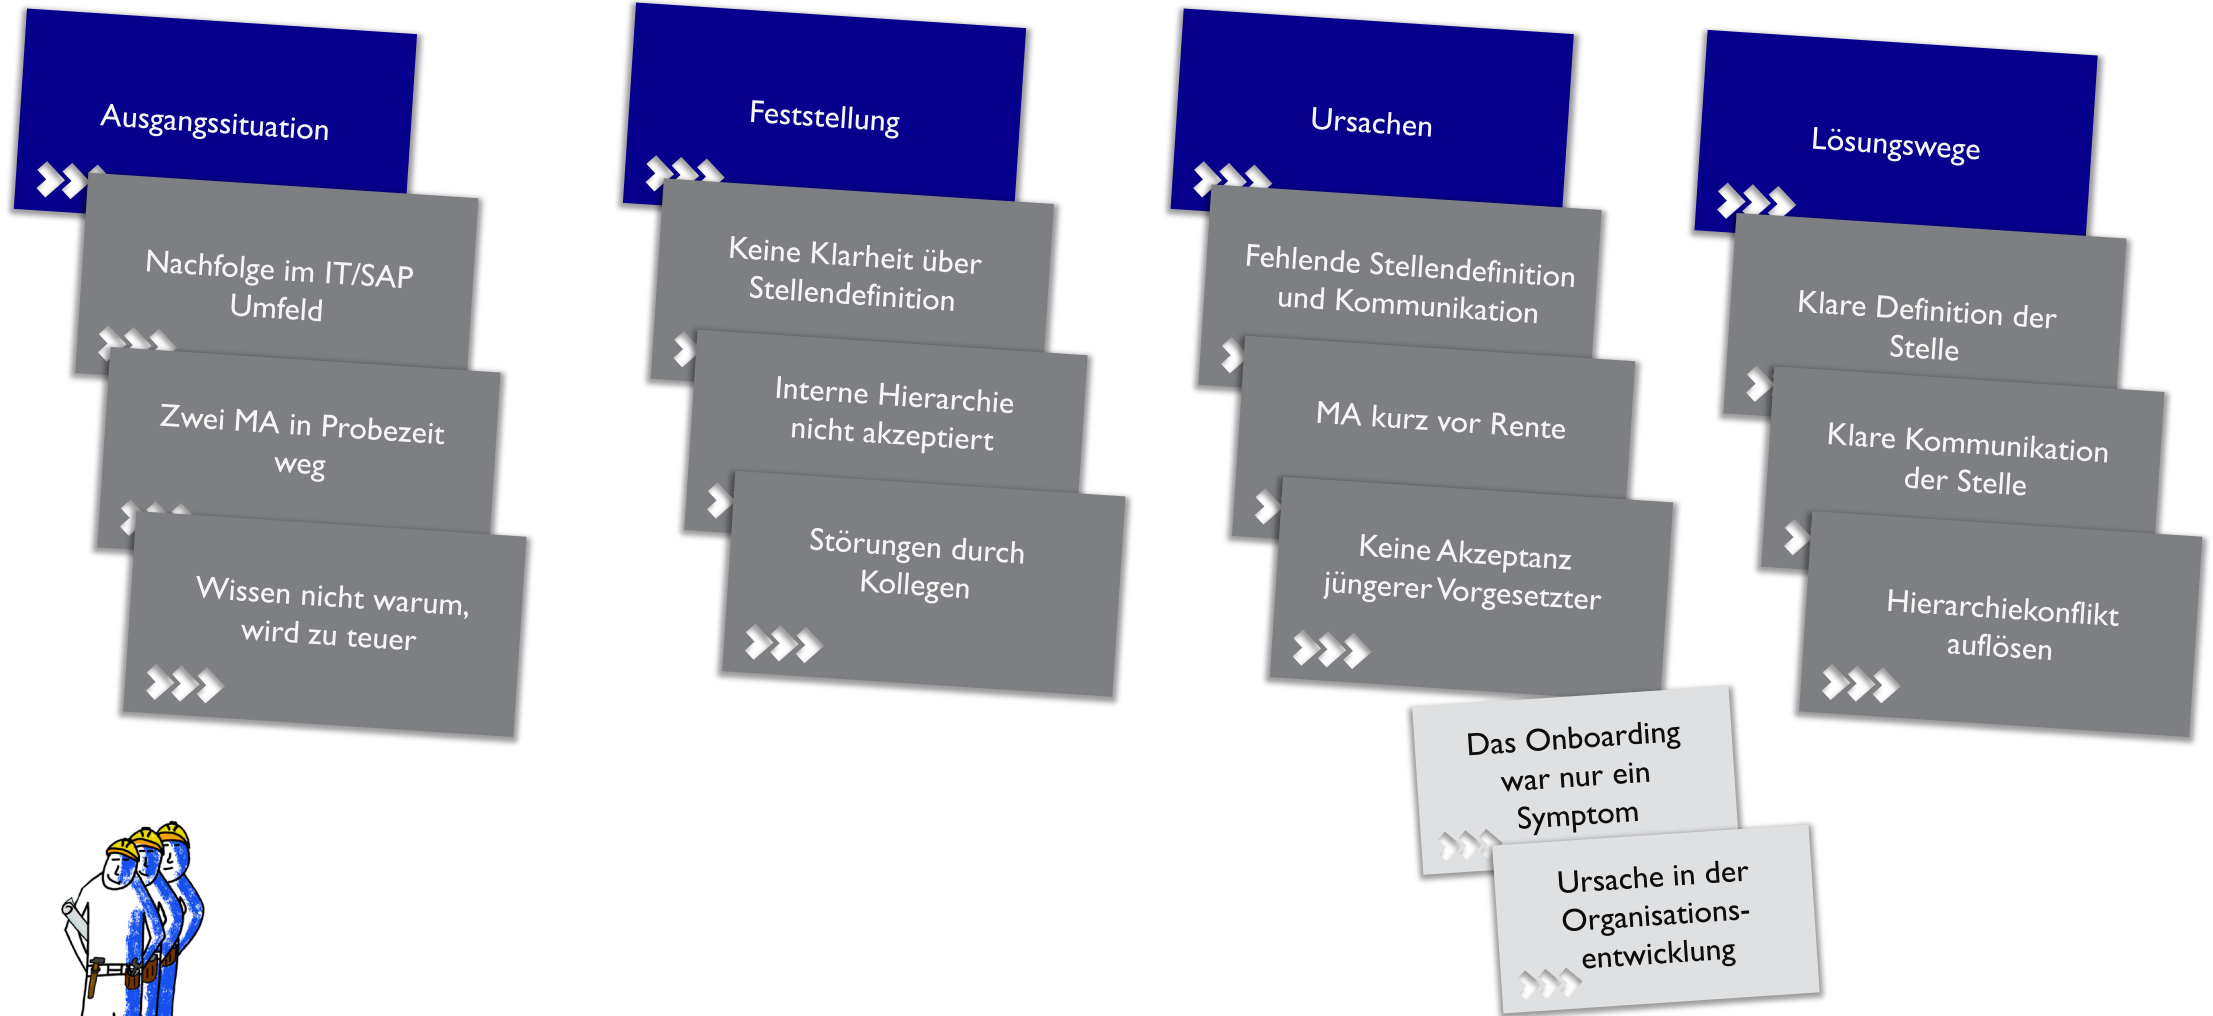 Ausgangssituation
Nachfolge im IT/SAP
Umfeld
Zwei MA in Probezeit
weg
Wissen nicht warum,
wird zu teuer
Feststellung
Keine Klarheit über
Stellendefinition
Interne Hierarchie
nicht akzeptiert
Störungen durch
Kollegen
Ursachen
Fehlende Stellendefinition
und Kommunikation
MA kurz vor Rente
Keine Akzeptanz
jüngerer Vorgesetzter
Das Onboarding
war nur ein
Symptom
Ursache in der
Organisations-
entwicklung
Lösungswege
Klare Definition der
Stelle
Klare Kommunikation
der Stelle
Hierarchiekonflikt
auflösen